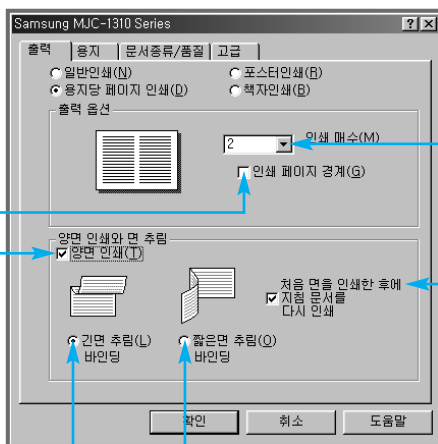 Samsung MJC-1310 Series
출력 용지 문서종류/품질 고급
일반인쇄(N) 포스터인쇄(R)
용지당 페이지 인쇄(D) 책자인쇄(B)
출력 옵션
2 인쇄 매수(M)
인쇄 페이지 경계(G)
양면 인쇄와 면 추림
양면 인쇄(T)
처음 면을 인쇄한 후에
지침 문서를
다시 인쇄
긴면 추림(L) 짧은면 추림(O)
바인딩 바인딩
확인 취소 도움말